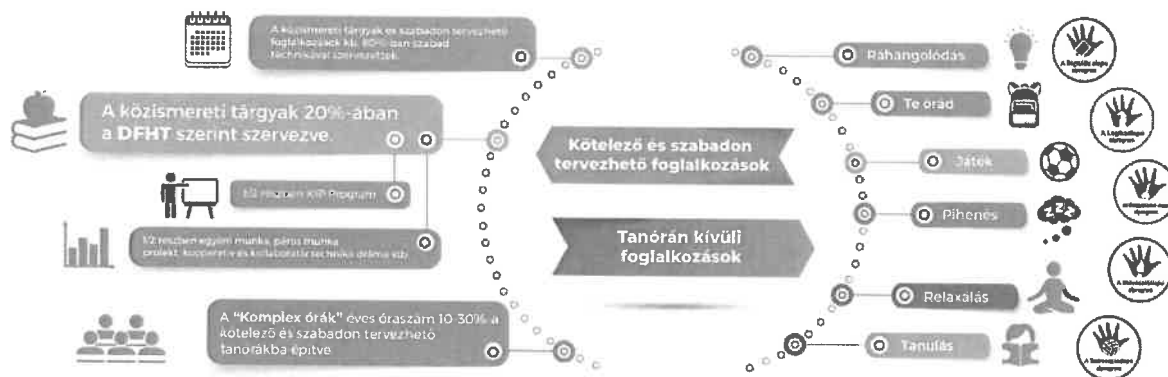 A közismereti tárgyak és szabadon tervezhető
foglalkozások kb. 80%-ban szabad
technikával szervezettek.
A közismereti tárgyak 20%-ában
a DFHT szerint szervezve.
1/2 részben KIP Program
1/2 részben egyéni munka, páros munka
projekt, kooperatív és kollaboratív technika dráma stb.
A "Komplex órák" éves óraszám 10-30%-a
kötelező és szabadon tervezhető
tanórákba építve
Kötelező és szabadon
tervezhető foglalkozások
Tanórán kívüli
foglalkozások
Ráhangolódás
Te órád
Játék
Pihenés
Relaxálás
Tanulás
A Logikaalapú